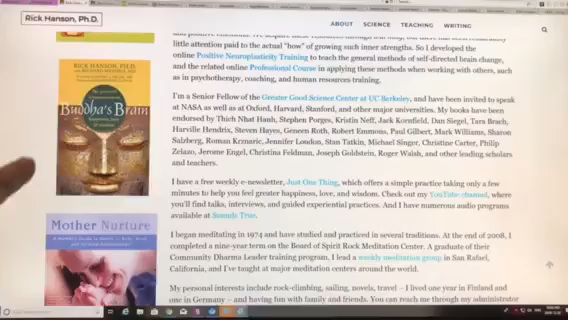 Rick Hanson, Ph.D.
ABOUT SCIENCE TEACHING WRITING
little attention paid to the actual "how" of growing such inner strengths. So I developed the
online Positive Neuroplasticity Training to teach the general methods of self-directed brain change,
and the related online Professional Course in applying these methods when working with others, such
as in psychotherapy, coaching, and human resources training.
I'm a Senior Fellow of the Greater Good Science Center at UC Berkeley, and have been invited to speak
at NASA as well as at Oxford, Harvard, Stanford, and other major universities. My books have been
endorsed by Thich Nhat Hanh, Stephen Porges, Kristin Neff, Jack Kornfield, Dan Siegel, Tara Brach,
Harville Hendrix, Steven Hayes, Geneen Roth, Robert Emmons, Paul Gilbert, Mark Williams, Sharon
Salzberg, Roman Krznaric, Jennifer Louden, Stan Tatkin, Michael Singer, Christine Carter, Philip
Zelazo, Jerome Engel, Christina Feldman, Joseph Goldstein, Roger Walsh, and other leading scholars
and teachers.
I have a free weekly e-newsletter, Just One Thing, which offers a simple practice taking only a few
minutes to help you feel greater happiness, love, and wisdom. Check out my YouTube channel, where
you'll find talks, interviews, and guided experiential practices. And I have numerous audio programs
available at Sounds True.
I began meditating in 1974 and have studied and practiced in several traditions. At the end of 2008, I
completed a nine-year term on the Board of Spirit Rock Meditation Center. A graduate of their
Community Dharma Leader training program, I lead a weekly meditation group in San Rafael,
California, and I've taught at major meditation centers around the world.
My personal interests include rock-climbing, sailing, novels, travel – I lived one year in Finland and
one in Germany – and having fun with family and friends. You can reach me through my administrator
RICK HANSON, PH.D.
Buddha's Brain
Mother Nurture